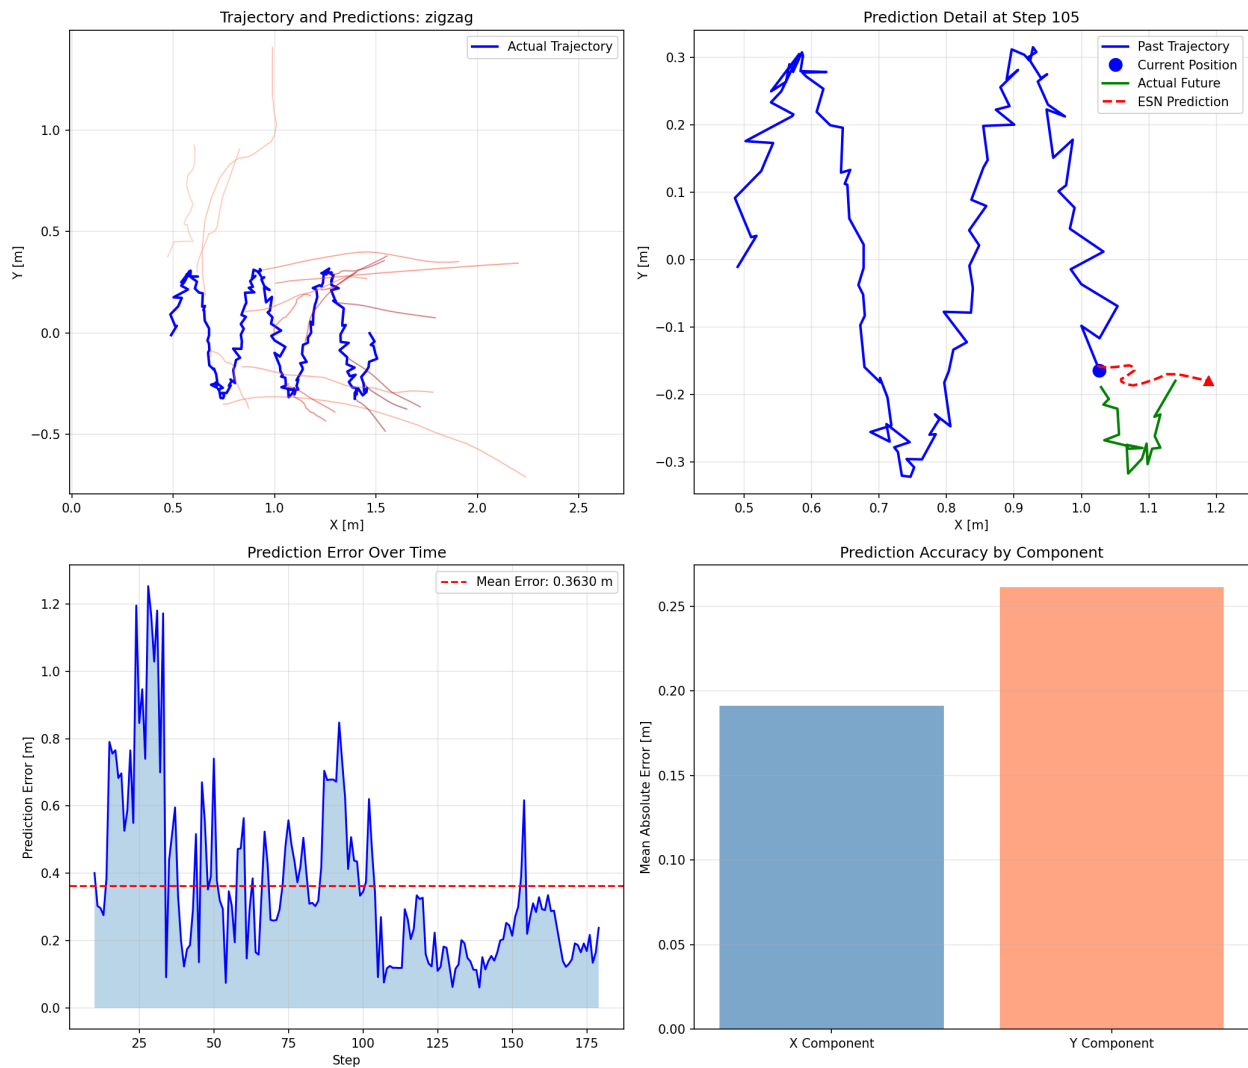 Trajectory and Predictions: zigzag
Actual Trajectory
Y [m]
1.0
0.5
0.0
−0.5
0.0 0.5 1.0 1.5 2.0 2.5
X [m]
Prediction Detail at Step 105
Past Trajectory
Current Position
Actual Future
ESN Prediction
Y [m]
0.3
0.2
0.1
0.0
−0.1
−0.2
−0.3
0.5 0.6 0.7 0.8 0.9 1.0 1.1 1.2
X [m]
Prediction Error Over Time
Mean Error: 0.3630 m
Prediction Error [m]
1.2
1.0
0.8
0.6
0.4
0.2
0.0
25 50 75 100 125 150 175
Step
Prediction Accuracy by Component
Mean Absolute Error [m]
0.25
0.20
0.15
0.10
0.05
0.00
X Component Y Component